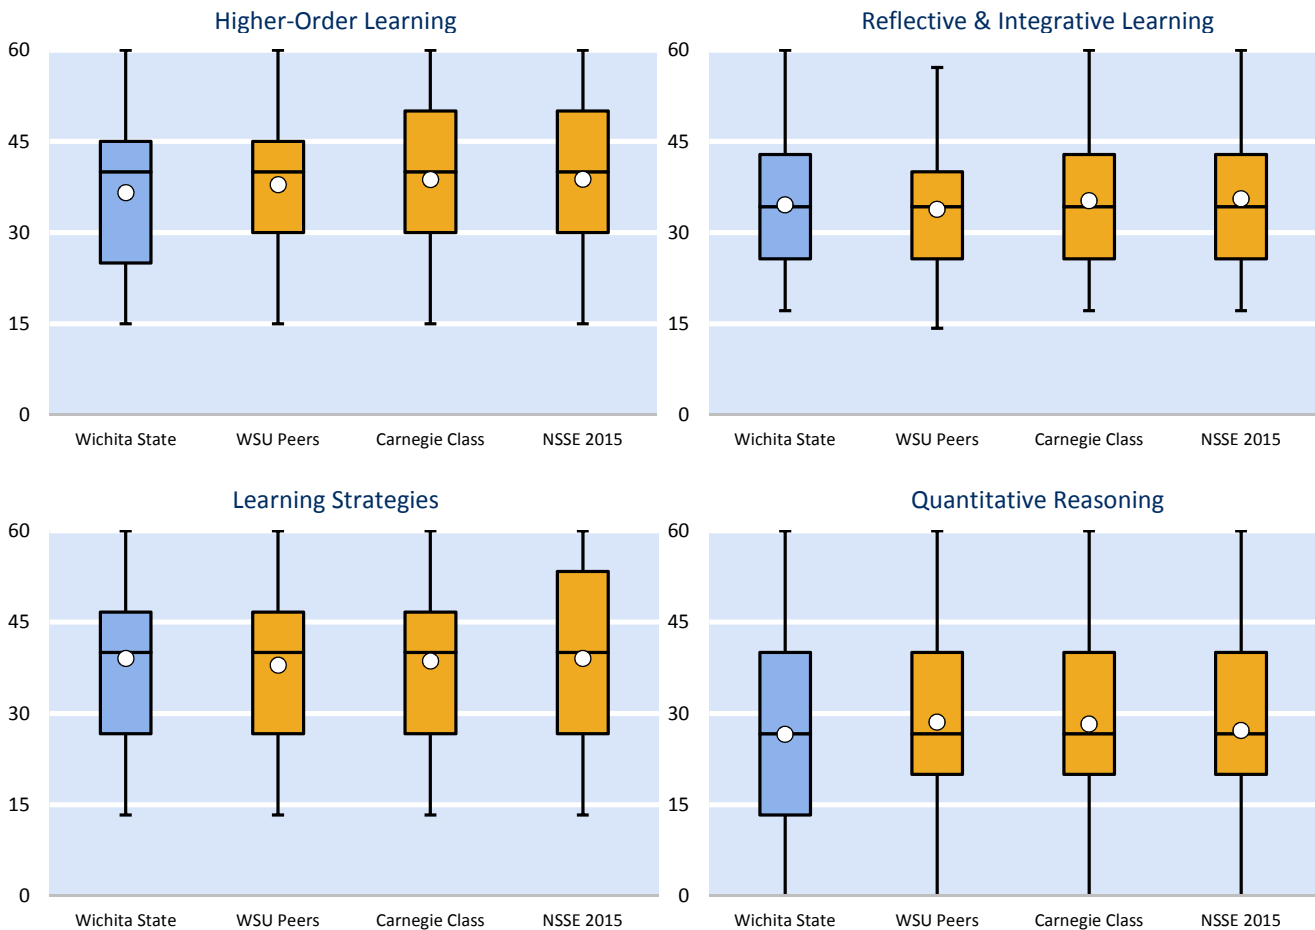 Higher-Order Learning
60
45
30
15
0
Wichita State WSU Peers Carnegie Class NSSE 2015
Reflective & Integrative Learning
60
45
30
15
0
Wichita State WSU Peers Carnegie Class NSSE 2015
Learning Strategies
60
45
30
15
0
Wichita State WSU Peers Carnegie Class NSSE 2015
Quantitative Reasoning
60
45
30
15
0
Wichita State WSU Peers Carnegie Class NSSE 2015